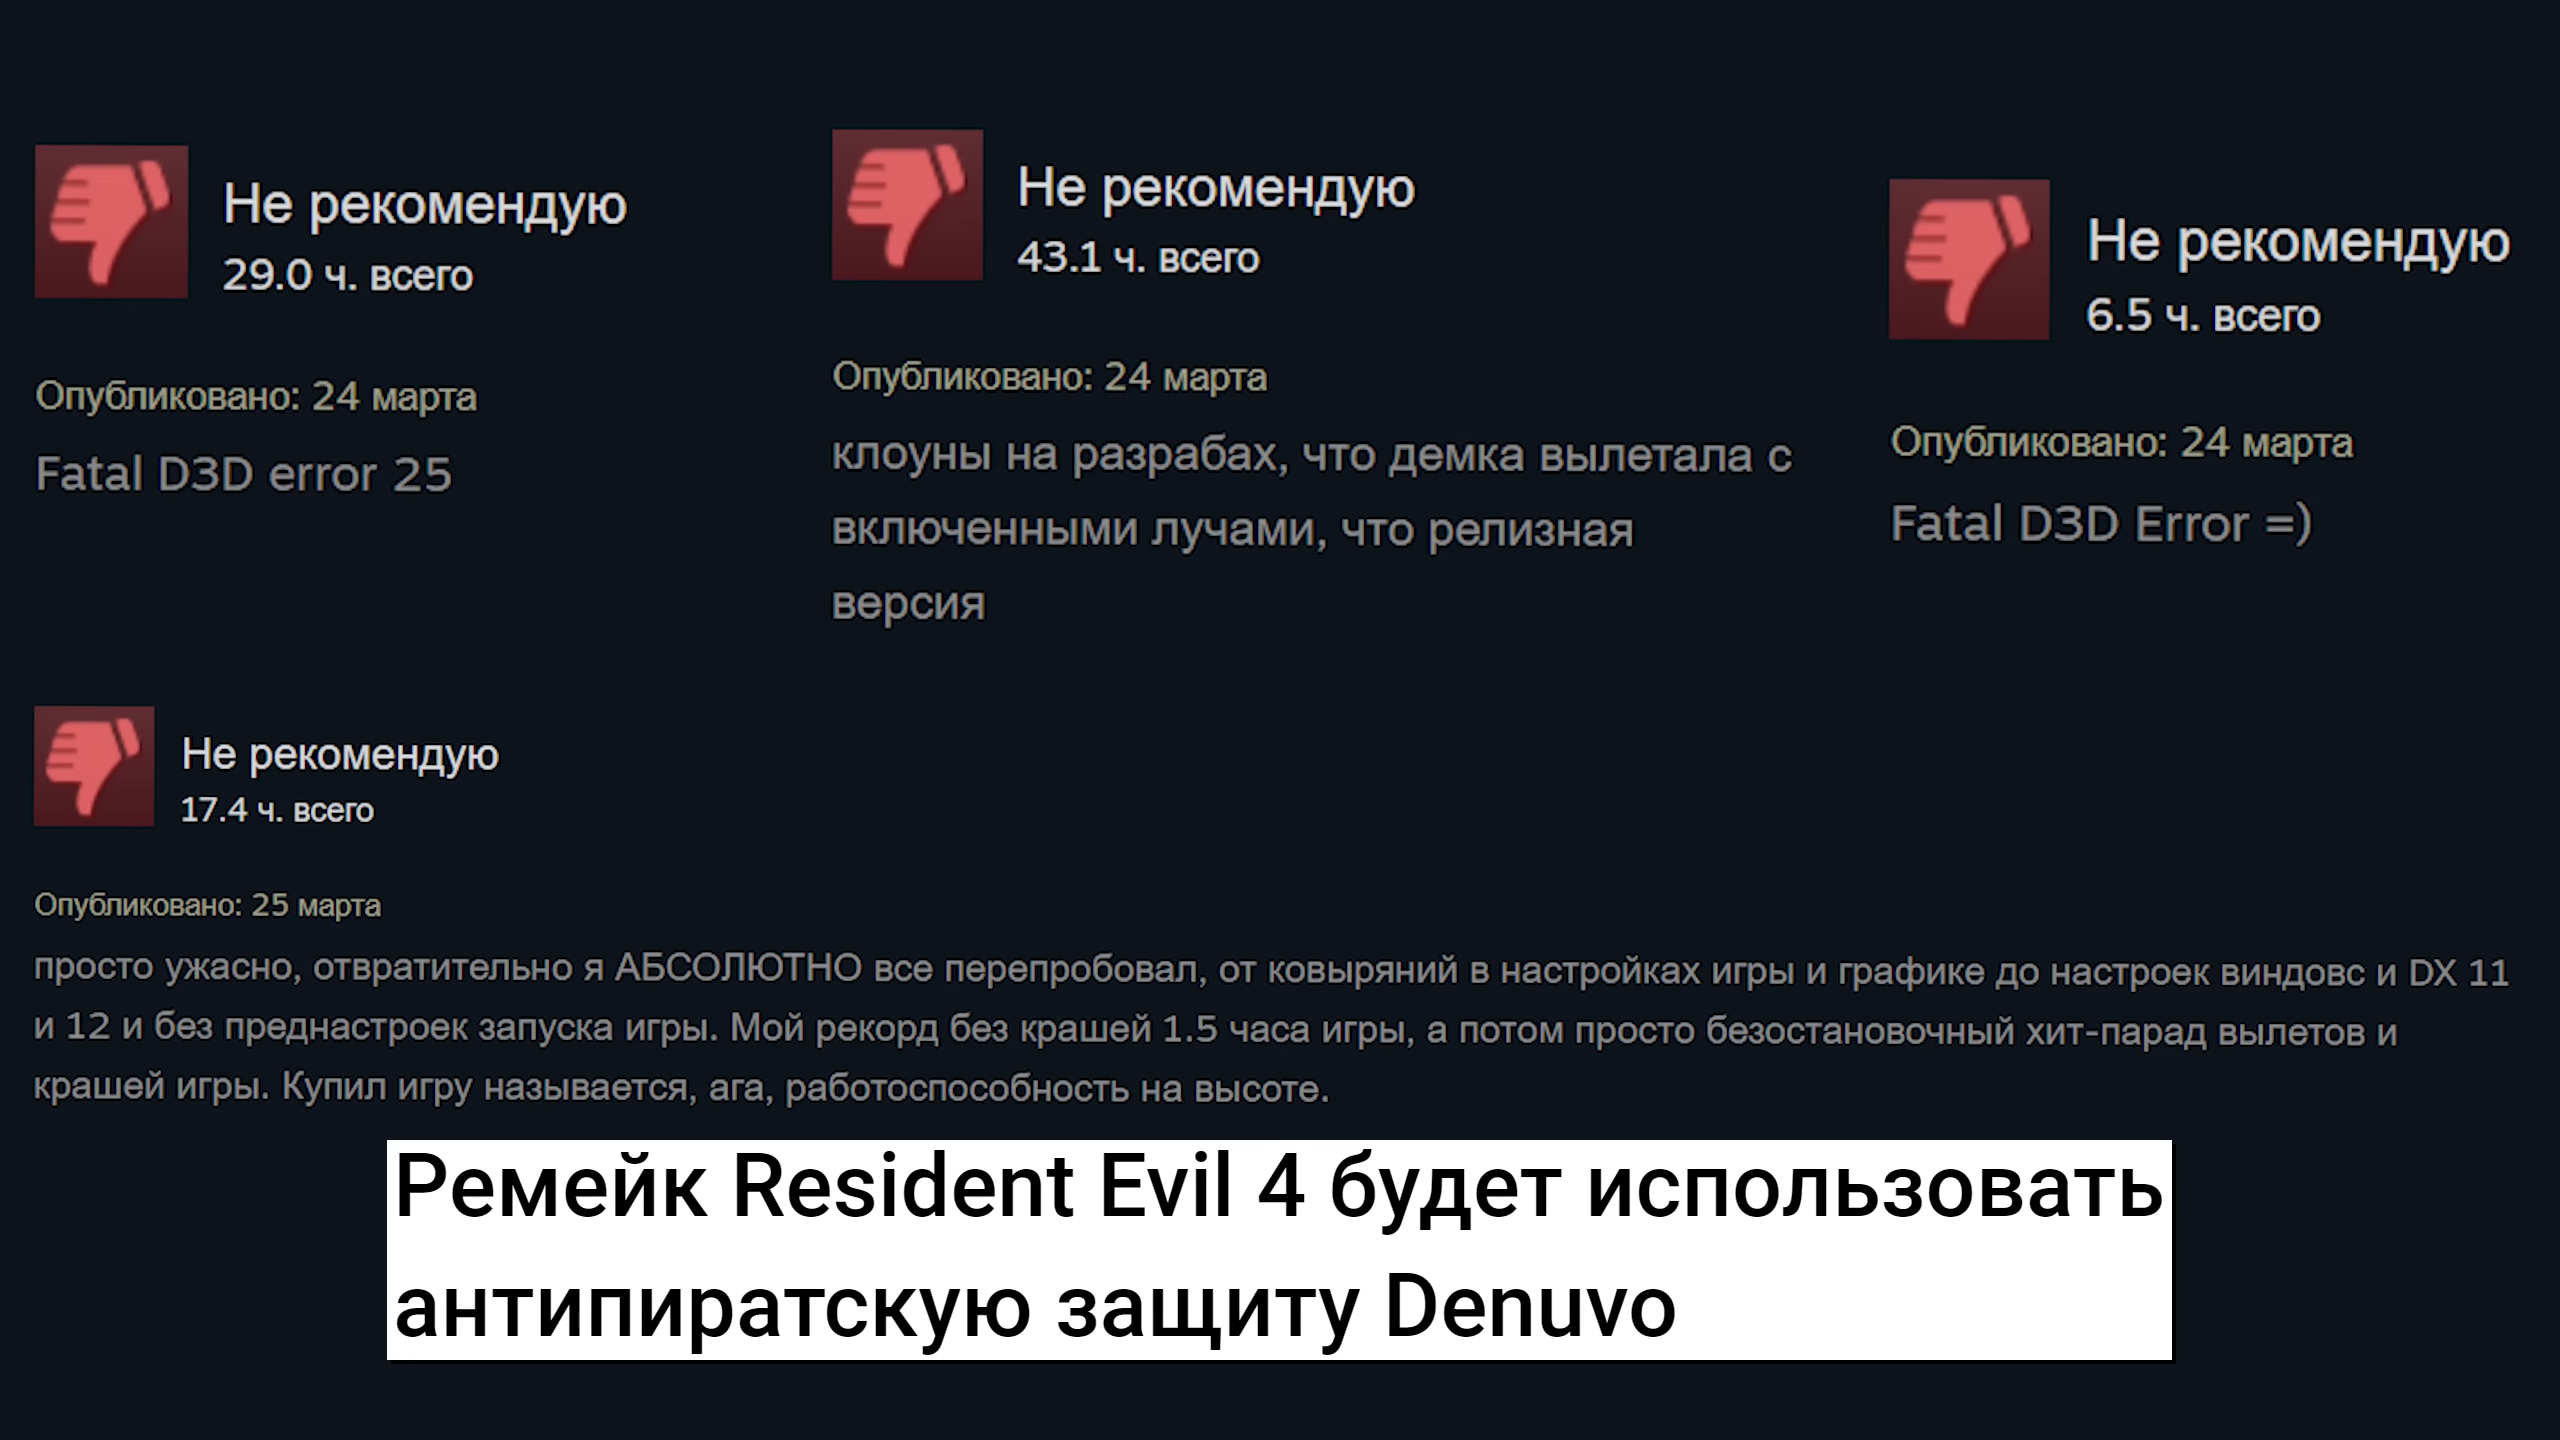 Не рекомендую
29.0 ч. всего
Опубликовано: 24 марта
Fatal D3D error 25
Не рекомендую
43.1 ч. всего
Опубликовано: 24 марта
клоуны на разрабах, что демка вылетала с
включенными лучами, что релизная
версия
Не рекомендую
6.5 ч. всего
Опубликовано: 24 марта
Fatal D3D Error =)
Не рекомендую
17.4 ч. всего
Опубликовано: 25 марта
просто ужасно, отвратительно я АБСОЛЮТНО все перепробовал, от ковыряний в настройках игры и графике до настроек виндовс и DX 11
и 12 и без преднастроек запуска игры. Мой рекорд без крашей 1.5 часа игры, а потом просто безостановочный хит-парад вылетов и
крашей игры. Купил игру называется, ага, работоспособность на высоте.
Ремейк Resident Evil 4 будет использовать
антипиратскую защиту Denuvo